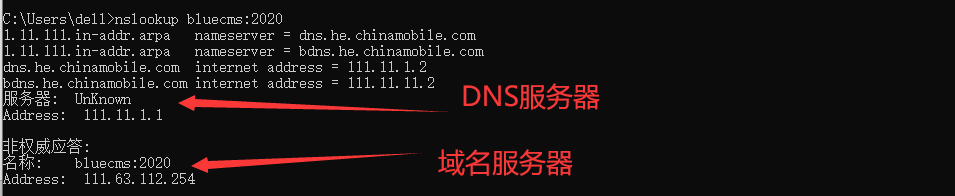 C:\Users\dell>nslookup bluecms:2020
1.11.111.in-addr.arpa   nameserver = dns.he.chinamobile.com
1.11.111.in-addr.arpa   nameserver = bdns.he.chinamobile.com
dns.he.chinamobile.com  internet address = 111.11.1.2
bdns.he.chinamobile.com internet address = 111.11.11.2
服务器:  UnKnown
DNS服务器
Address:  111.11.1.1
非权威应答:
名称:    bluecms:2020
域名服务器
Address:  111.63.112.254